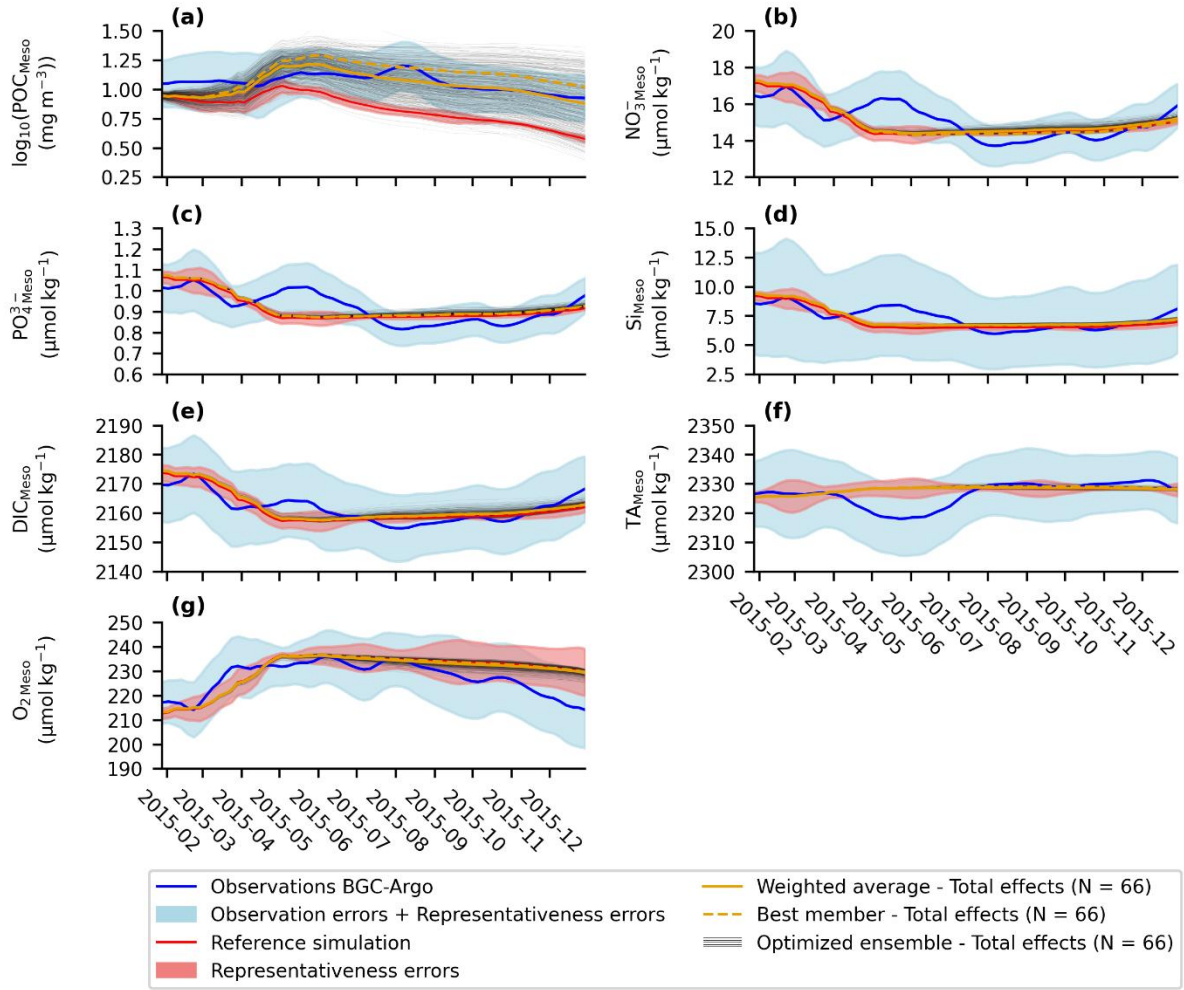 (a)
log10(POCMeso)
(mg m−3))
1.50
1.25
1.00
0.75
0.50
0.25
(b)
NO3−Meso
(μmol kg−1)
20
18
16
14
12
(c)
PO43−Meso
(μmol kg−1)
1.3
1.2
1.1
1.0
0.9
0.8
0.7
0.6
(d)
SiMeso
(μmol kg−1)
15.0
12.5
10.0
7.5
5.0
2.5
(e)
DICMeso
(μmol kg−1)
2190
2180
2170
2160
2150
2140
(f)
TAMeso
(μmol kg−1)
2350
2340
2330
2320
2310
2300
2015-02
2015-03
2015-04
2015-05
2015-06
2015-07
2015-08
2015-09
2015-10
2015-11
2015-12
(g)
O2Meso
(μmol kg−1)
250
240
230
220
210
200
190
2015-02
2015-03
2015-04
2015-05
2015-06
2015-07
2015-08
2015-09
2015-10
2015-11
2015-12
Observations BGC-Argo
Observation errors + Representativeness errors
Reference simulation
Representativeness errors
Weighted average - Total effects (N = 66)
Best member - Total effects (N = 66)
Optimized ensemble - Total effects (N = 66)